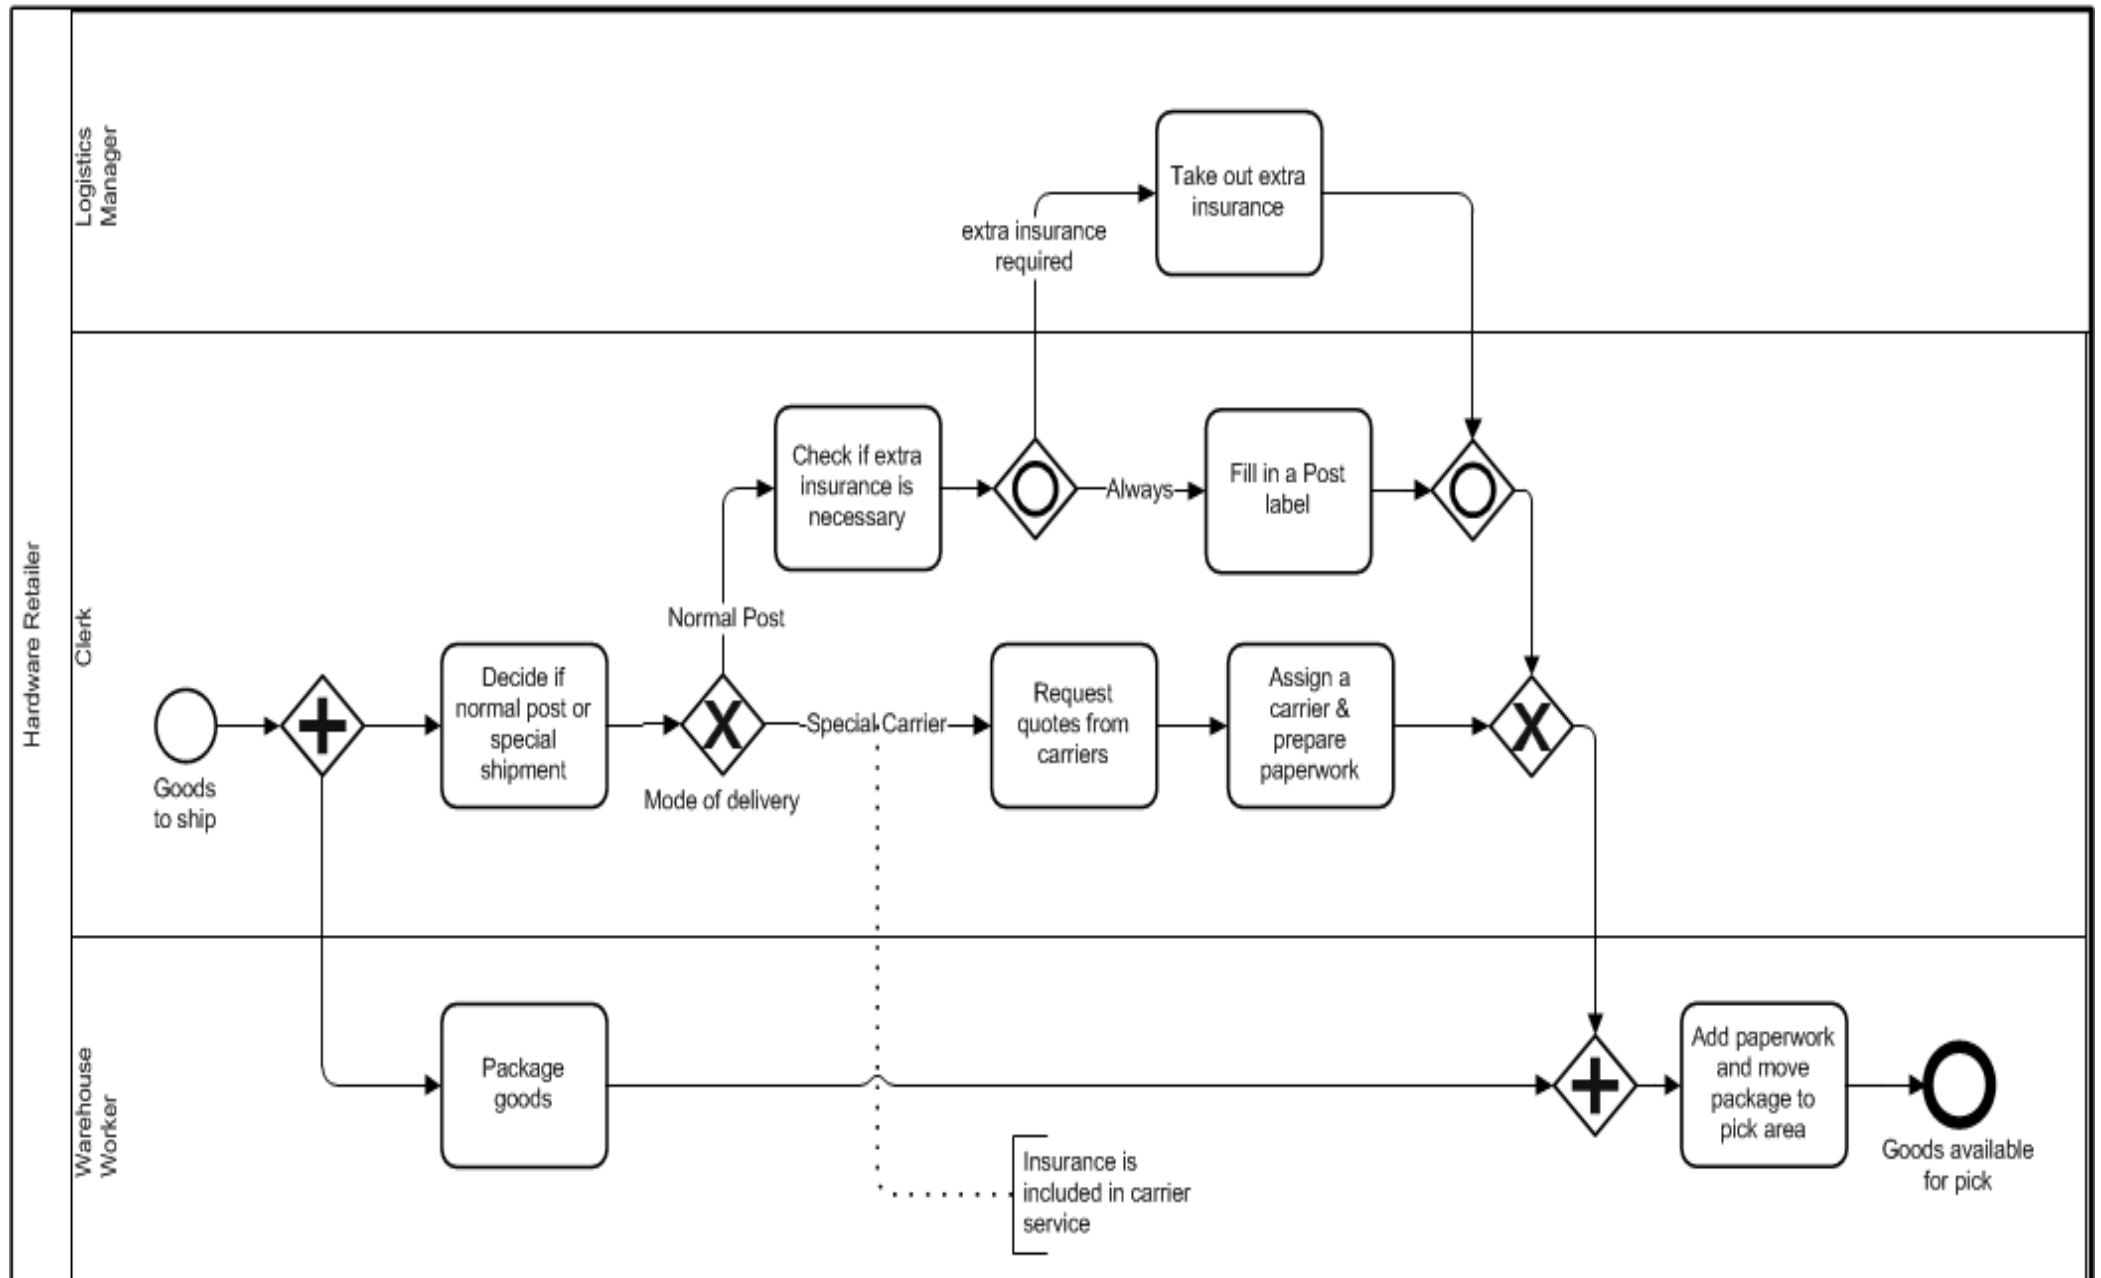 Hardware Retailer
Logistics
Manager
Take out extra
insurance
extra insurance
required
Clerk
Check if extra
insurance is
necessary
Always
Fill in a Post
label
Normal Post
Goods
to ship
Decide if
normal post or
special
shipment
Mode of delivery
Special Carrier
Request
quotes from
carriers
Assign a
carrier &
prepare
paperwork
Warehouse
Worker
Package
goods
Insurance is
included in carrier
service
Add paperwork
and move
package to
pick area
Goods available
for pick